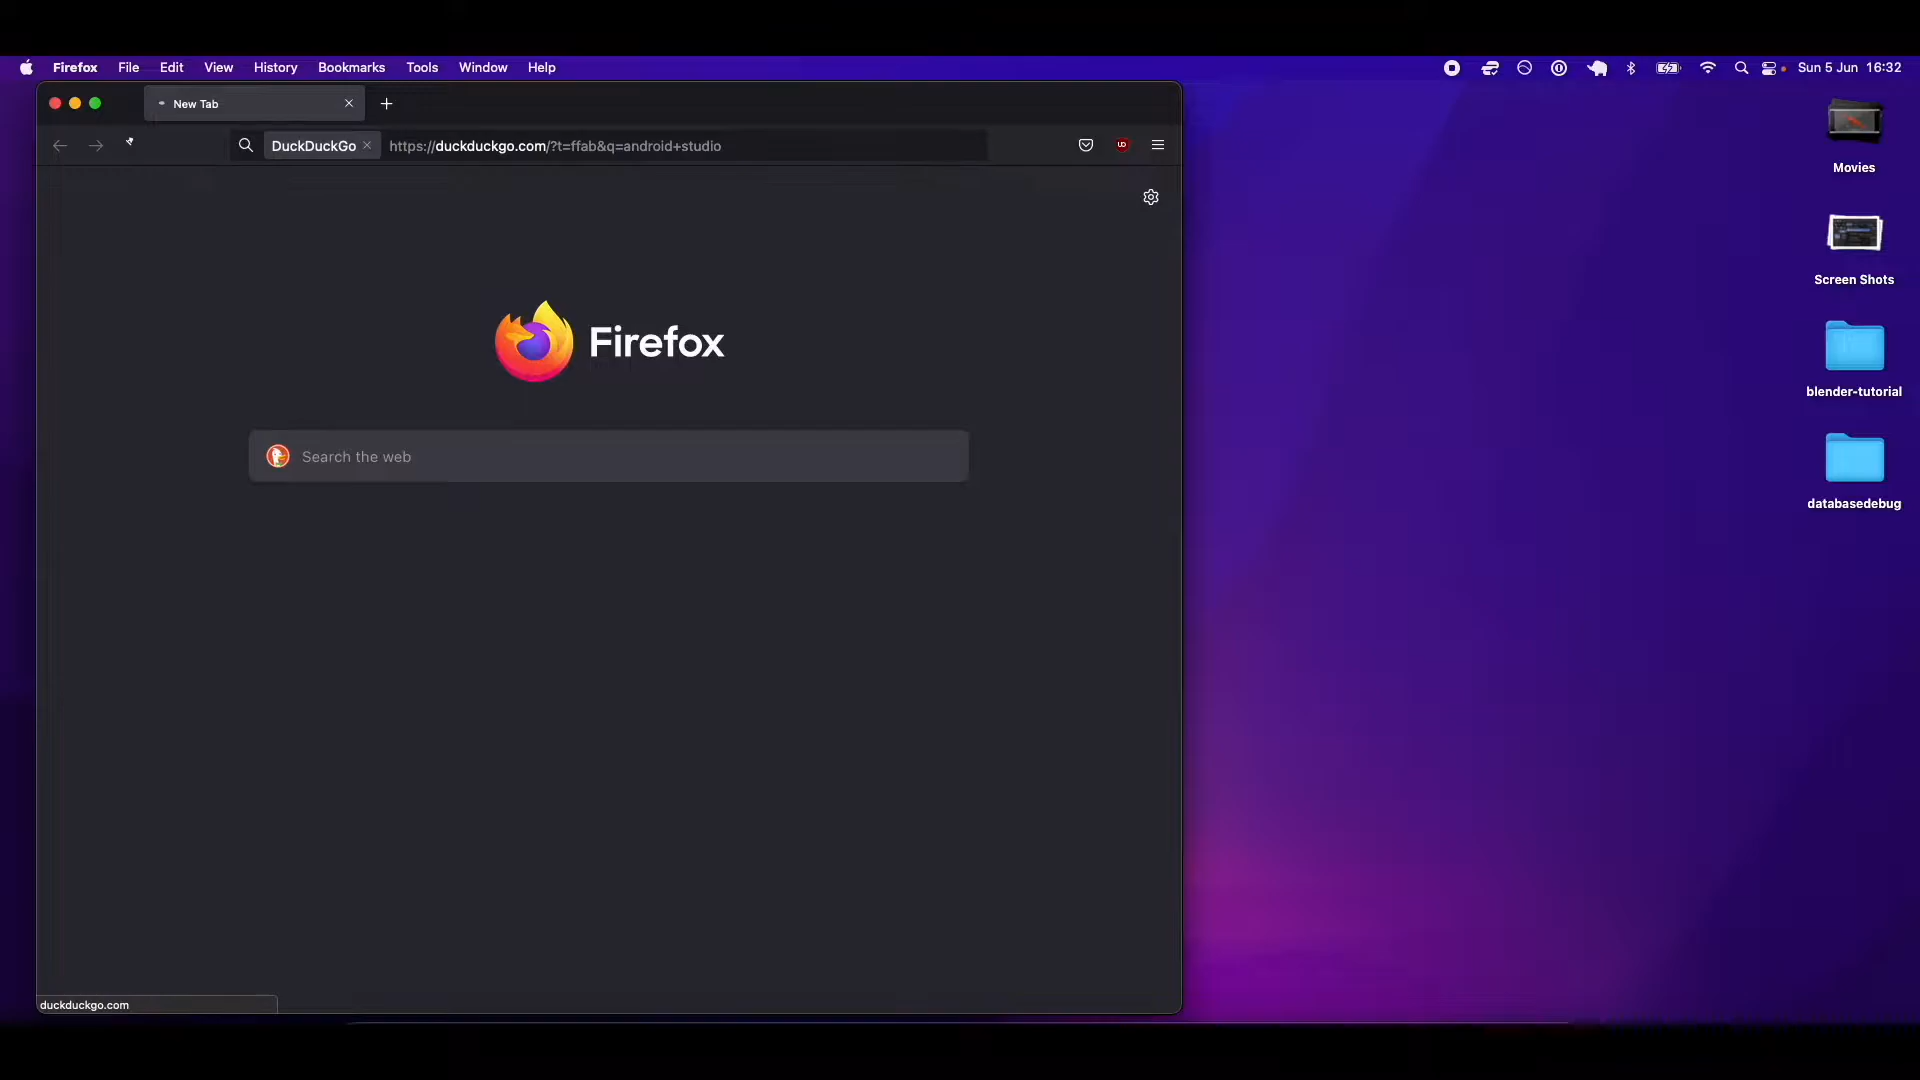 Firefox File Edit View History Bookmarks Tools Window Help
Sun 5 Jun 16:32
New Tab
DuckDuckGo https://duckduckgo.com/?t=ffab&q=android+studio
Firefox
Search the web
duckduckgo.com
Movies
Screen Shots
blender-tutorial
databasedebug